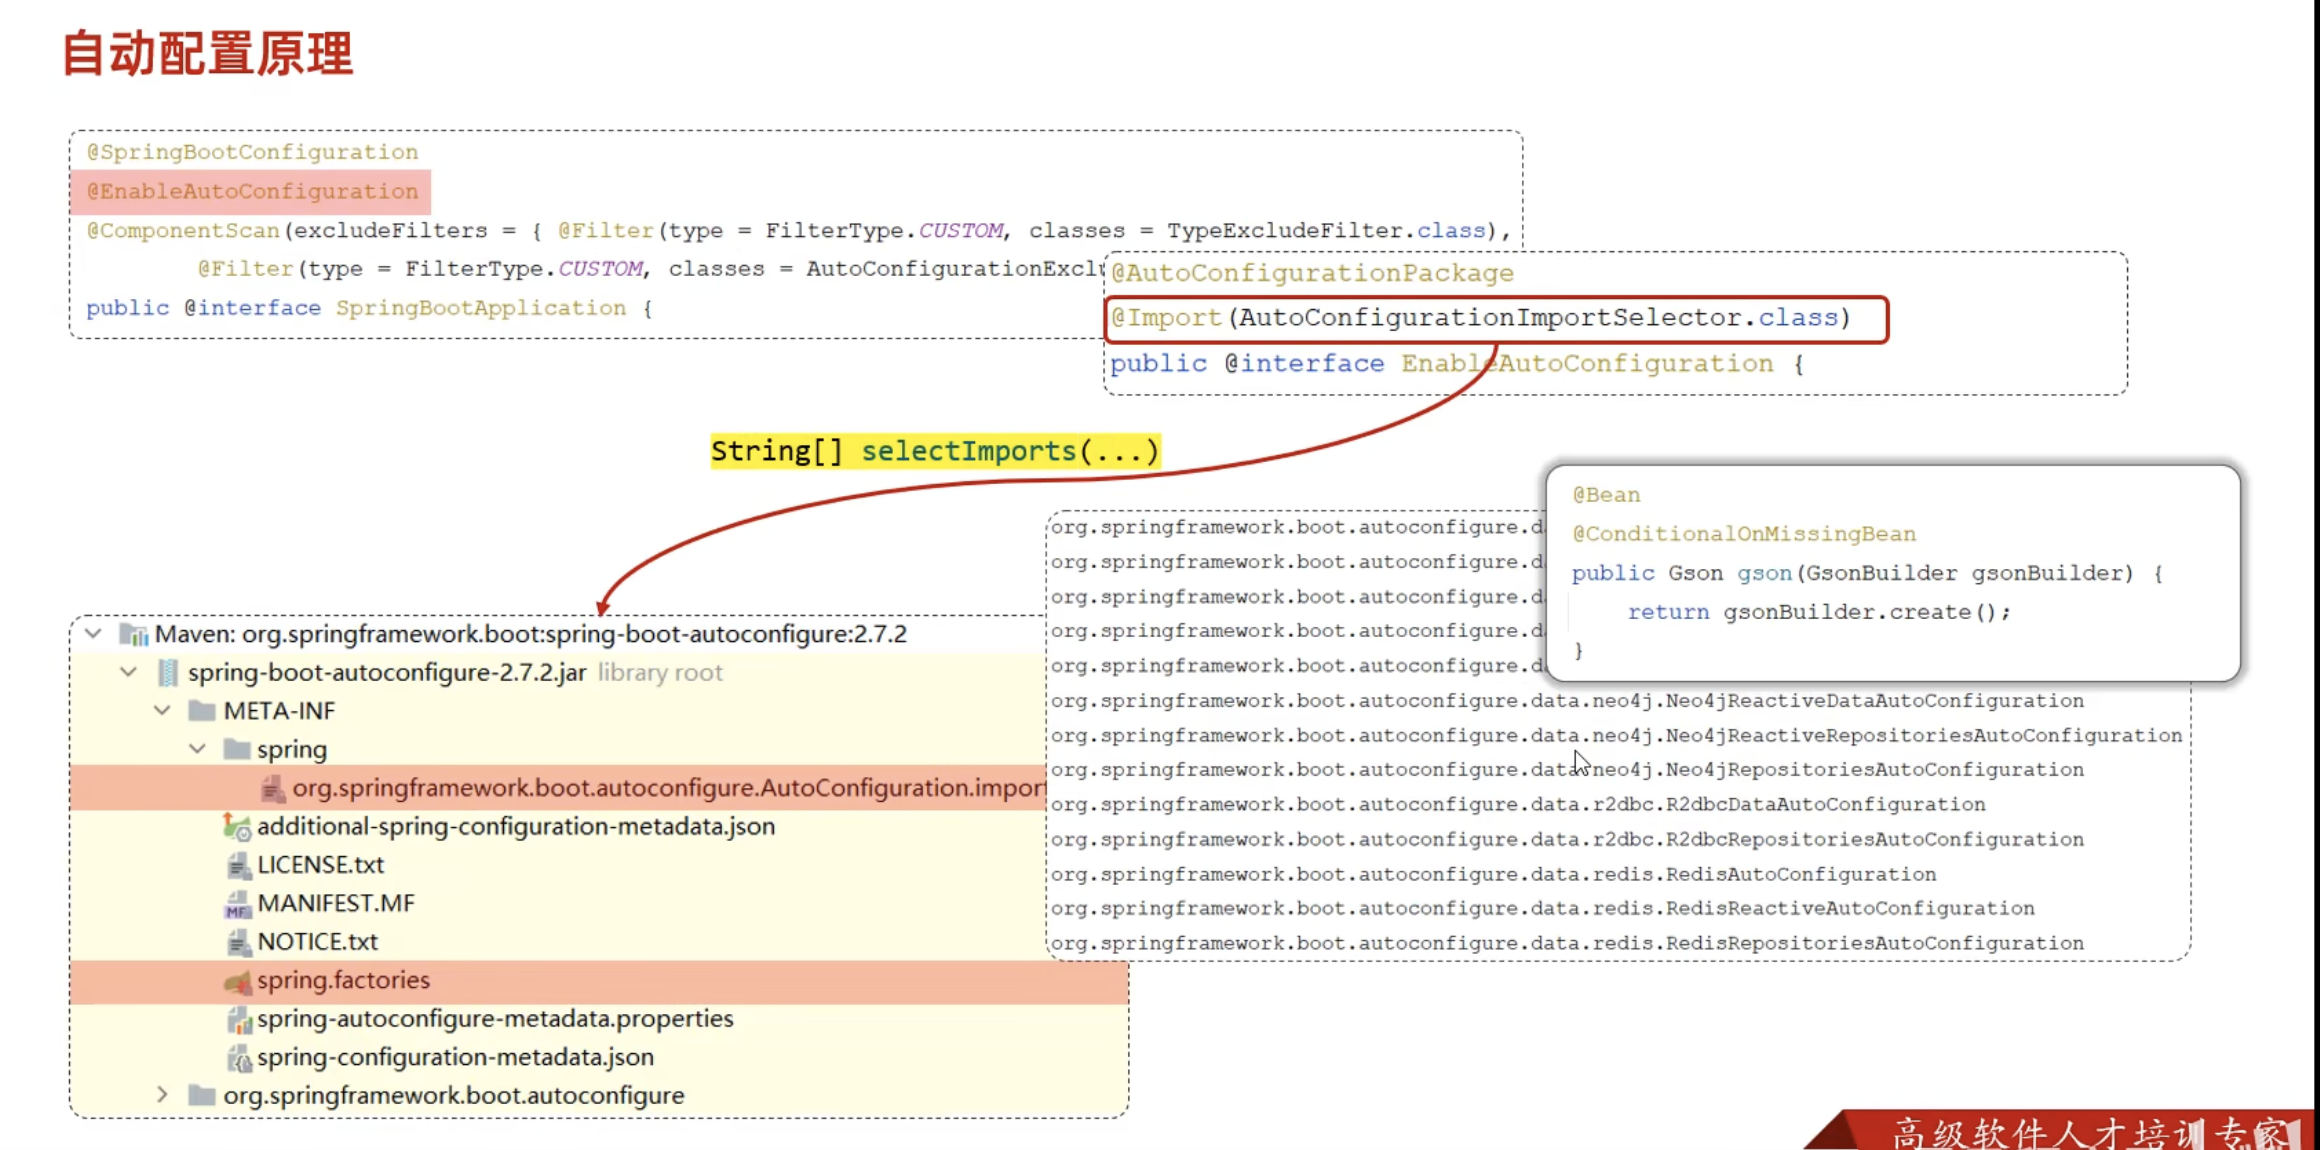 自动配置原理
@SpringBootConfiguration
@EnableAutoConfiguration
@ComponentScan(excludeFilters = { @Filter(type = FilterType.CUSTOM, classes = TypeExcludeFilter.class),
@Filter(type = FilterType.CUSTOM, classes = AutoConfigurationExcl
public @interface SpringBootApplication {
@AutoConfigurationPackage
@Import(AutoConfigurationImportSelector.class)
public @interface EnableAutoConfiguration {
String[] selectImports(...)
@Bean
@ConditionalOnMissingBean
public Gson gson(GsonBuilder gsonBuilder) {
return gsonBuilder.create();
}
org.springframework.boot.autoconfigure.d
org.springframework.boot.autoconfigure.d
org.springframework.boot.autoconfigure.d
org.springframework.boot.autoconfigure.d
org.springframework.boot.autoconfigure.d
org.springframework.boot.autoconfigure.data.neo4j.Neo4jReactiveDataAutoConfiguration
org.springframework.boot.autoconfigure.data.neo4j.Neo4jReactiveRepositoriesAutoConfiguration
org.springframework.boot.autoconfigure.data.neo4j.Neo4jRepositoriesAutoConfiguration
org.springframework.boot.autoconfigure.data.r2dbc.R2dbcDataAutoConfiguration
org.springframework.boot.autoconfigure.data.r2dbc.R2dbcRepositoriesAutoConfiguration
org.springframework.boot.autoconfigure.data.redis.RedisAutoConfiguration
org.springframework.boot.autoconfigure.data.redis.RedisReactiveAutoConfiguration
org.springframework.boot.autoconfigure.data.redis.RedisRepositoriesAutoConfiguration
Maven: org.springframework.boot:spring-boot-autoconfigure:2.7.2
spring-boot-autoconfigure-2.7.2.jar library root
META-INF
spring
org.springframework.boot.autoconfigure.AutoConfiguration.import
additional-spring-configuration-metadata.json
LICENSE.txt
MANIFEST.MF
NOTICE.txt
spring.factories
spring-autoconfigure-metadata.properties
spring-configuration-metadata.json
org.springframework.boot.autoconfigure
高级软件人才培训专家